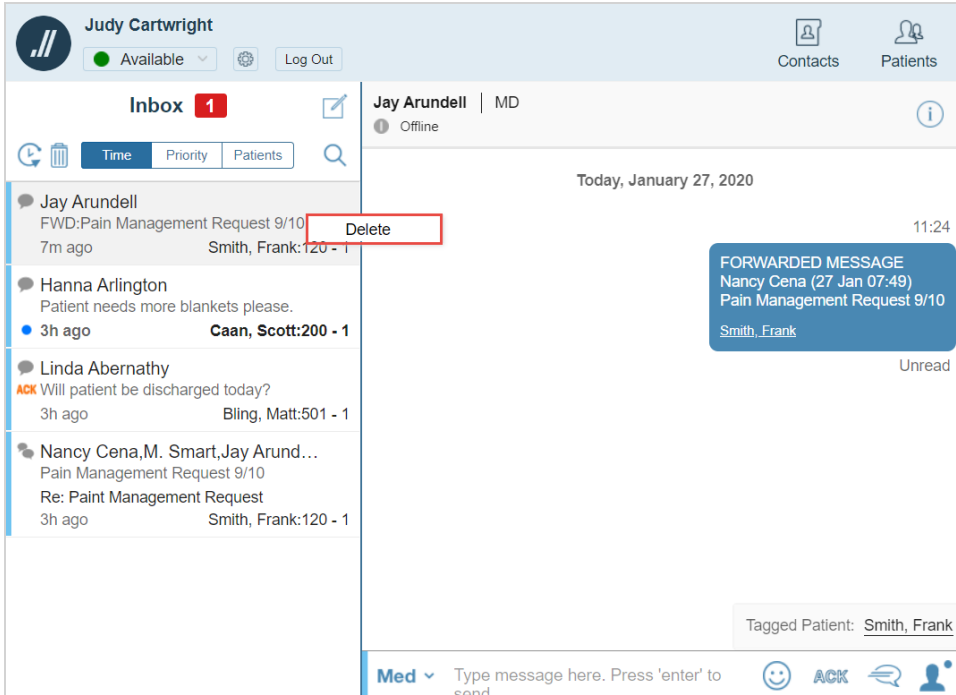 Judy Cartwright
Available
Log Out
Contacts
Patients
Inbox 1
Time Priority Patients
Jay Arundell
FWD:Pain Management Request 9/10
7m ago Smith, Frank:120 - 1
Delete
Hanna Arlington
Patient needs more blankets please.
3h ago Caan, Scott:200 - 1
Linda Abernathy
ACK Will patient be discharged today?
3h ago Bling, Matt:501 - 1
Nancy Cena,M. Smart,Jay Arund...
Pain Management Request 9/10
Re: Paint Management Request
3h ago Smith, Frank:120 - 1
Jay Arundell | MD
Offline
Today, January 27, 2020
11:24
FORWARDED MESSAGE
Nancy Cena (27 Jan 07:49)
Pain Management Request 9/10
Smith, Frank
Unread
Tagged Patient: Smith, Frank
Med Type message here. Press 'enter' to
send
ACK